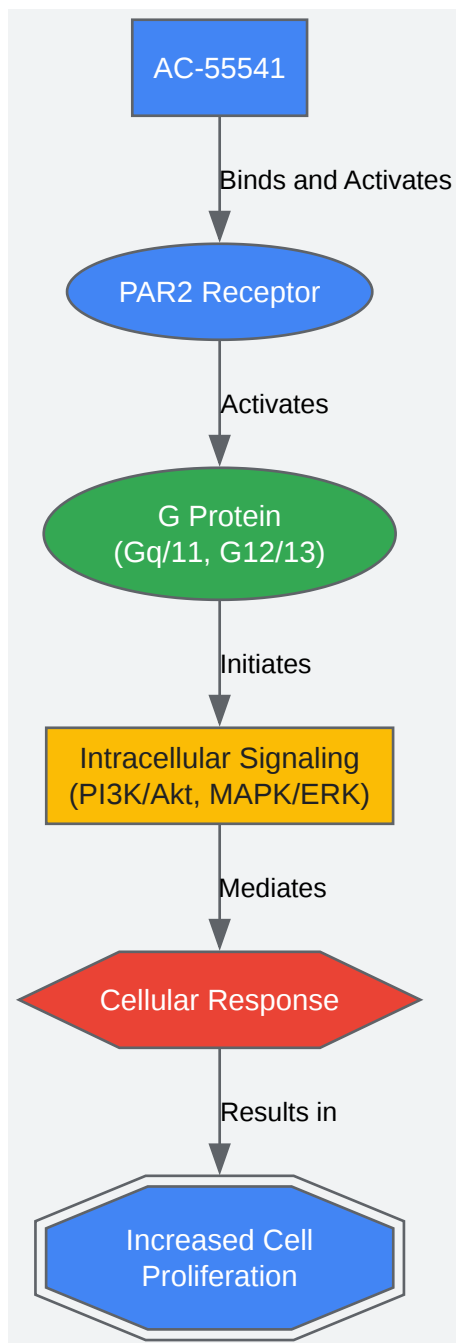 AC-55541
Binds and Activates
PAR2 Receptor
Activates
G Protein
(Gq/11, G12/13)
Initiates
Intracellular Signaling
(PI3K/Akt, MAPK/ERK)
Mediates
Cellular Response
Results in
Increased Cell
Proliferation